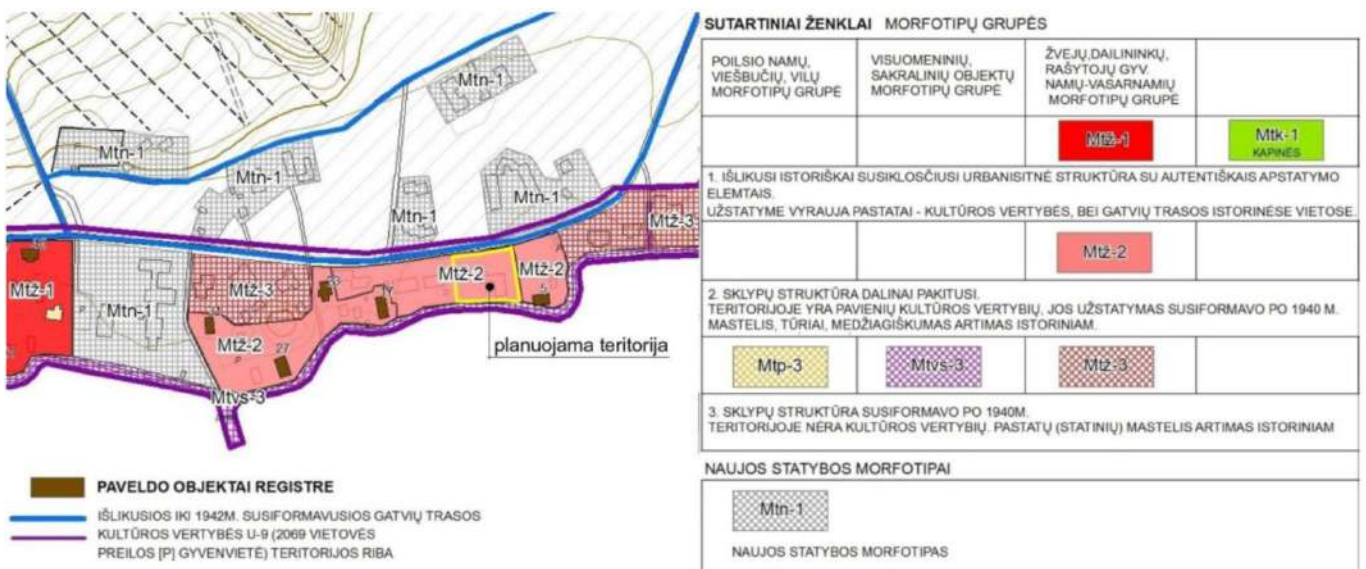 Mtn-1
Mtn-1
Mtn-1
Mtn-1
Mtn-1
Mtž-3
Mtž-1
Mtn-1
Mtž-3
Mtž-2
Mtž-2
Mtž-2
5
27
planuojama teritorija
Mtvs-3
PAVELDO OBJEKTAI REGISTRE
IŠLIKUSIOS IKI 1942M. SUSIFORMAVUSIOS GATVIŲ TRASOS
KULTŪROS VERTYBĖS U-9 (2069 VIETOVĖS
PREILOS [P] GYVENVIETĖ) TERITORIJOS RIBA
SUTARTINIAI ŽENKLAI MORFOTIPŲ GRUPĖS
POILSIO NAMŲ,
VIEŠBUČIŲ, VILŲ
MORFOTIPŲ GRUPĖ
VISUOMENINIŲ,
SAKRALINIŲ OBJEKTŲ
MORFOTIPŲ GRUPĖ
ŽVEJŲ,DAILININKŲ,
RAŠYTOJŲ GYV.
NAMŲ-VASARNAMIŲ
MORFOTIPŲ GRUPĖ
Mtž-1
Mtk-1
KAPINĖS
1. IŠLIKUSI ISTORIŠKAI SUSIKLOSČIUSI URBANISITNĖ STRUKTŪRA SU AUTENTIŠKAIS APSTATYMO
ELEMTAIS.
UŽSTATYME VYRAUJA PASTATAI - KULTŪROS VERTYBĖS, BEI GATVIŲ TRASOS ISTORINĖSE VIETOSE.
Mtž-2
2. SKLYPŲ STRUKTŪRA DALINAI PAKITUSI.
TERITORIJOJE YRA PAVIENIŲ KULTŪROS VERTYBIŲ, JOS UŽSTATYMAS SUSIFORMAVO PO 1940 M.
MASTELIS, TŪRIAI, MEDŽIAGIŠKUMAS ARTIMAS ISTORINIAM.
Mtp-3
Mtvs-3
Mtž-3
3. SKLYPŲ STRUKTŪRA SUSIFORMAVO PO 1940M.
TERITORIJOJE NĖRA KULTŪROS VERTYBIŲ. PASTATŲ (STATINIŲ) MASTELIS ARTIMAS ISTORINIAM
NAUJOS STATYBOS MORFOTIPAI
Mtn-1
NAUJOS STATYBOS MORFOTIPAS